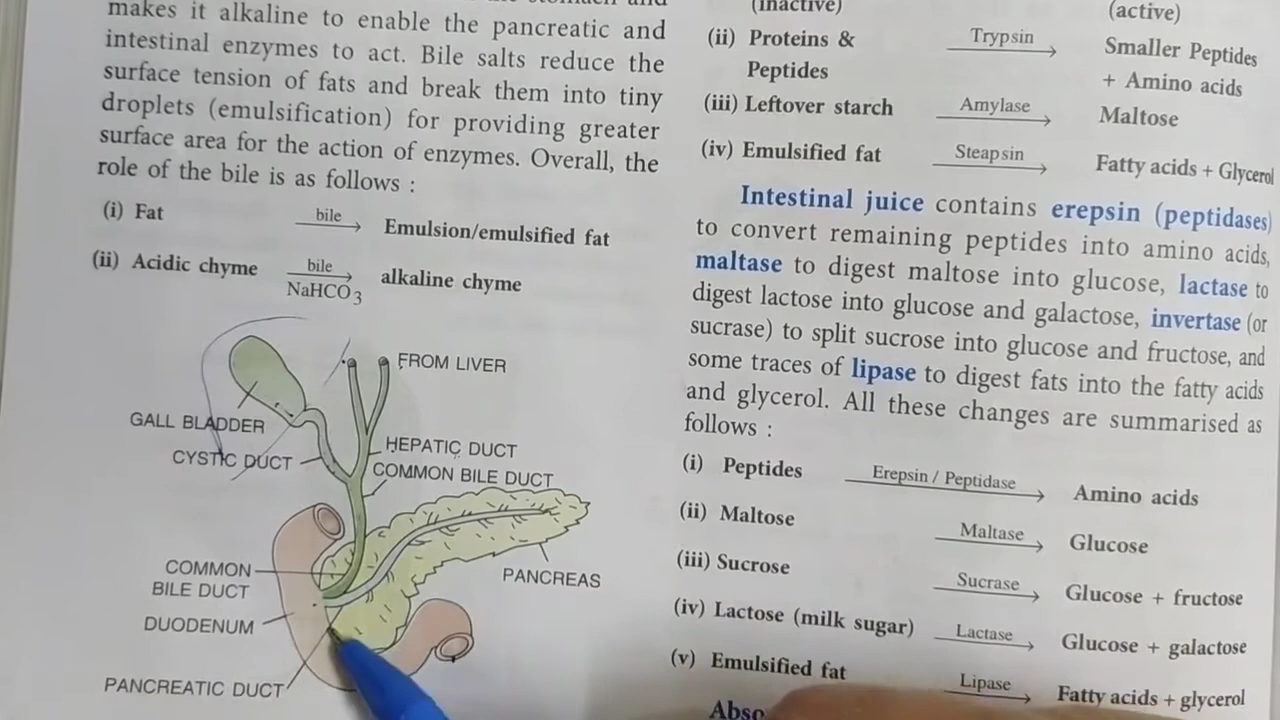 makes it alkaline to enable the pancreatic and
intestinal enzymes to act. Bile salts reduce the
surface tension of fats and break them into tiny
droplets (emulsification) for providing greater
surface area for the action of enzymes. Overall, the
role of the bile is as follows :
(i) Fat bile Emulsion/emulsified fat
(ii) Acidic chyme bile NaHCO3 alkaline chyme
FROM LIVER
GALL BLADDER
HEPATIC DUCT
CYSTIC DUCT
COMMON BILE DUCT
COMMON
BILE DUCT
PANCREAS
DUODENUM
PANCREATIC DUCT
(inactive) (active)
(ii) Proteins & Trypsin Smaller Peptides
Peptides + Amino acids
(iii) Leftover starch Amylase Maltose
(iv) Emulsified fat Steapsin Fatty acids + Glycerol
Intestinal juice contains erepsin (peptidases)
to convert remaining peptides into amino acids,
maltase to digest maltose into glucose, lactase to
digest lactose into glucose and galactose, invertase (or
sucrase) to split sucrose into glucose and fructose, and
some traces of lipase to digest fats into the fatty acids
and glycerol. All these changes are summarised as
follows :
(i) Peptides Erepsin / Peptidase Amino acids
(ii) Maltose Maltase Glucose
(iii) Sucrose Sucrase Glucose + fructose
(iv) Lactose (milk sugar) Lactase Glucose + galactose
(v) Emulsified fat Lipase Fatty acids + glycerol